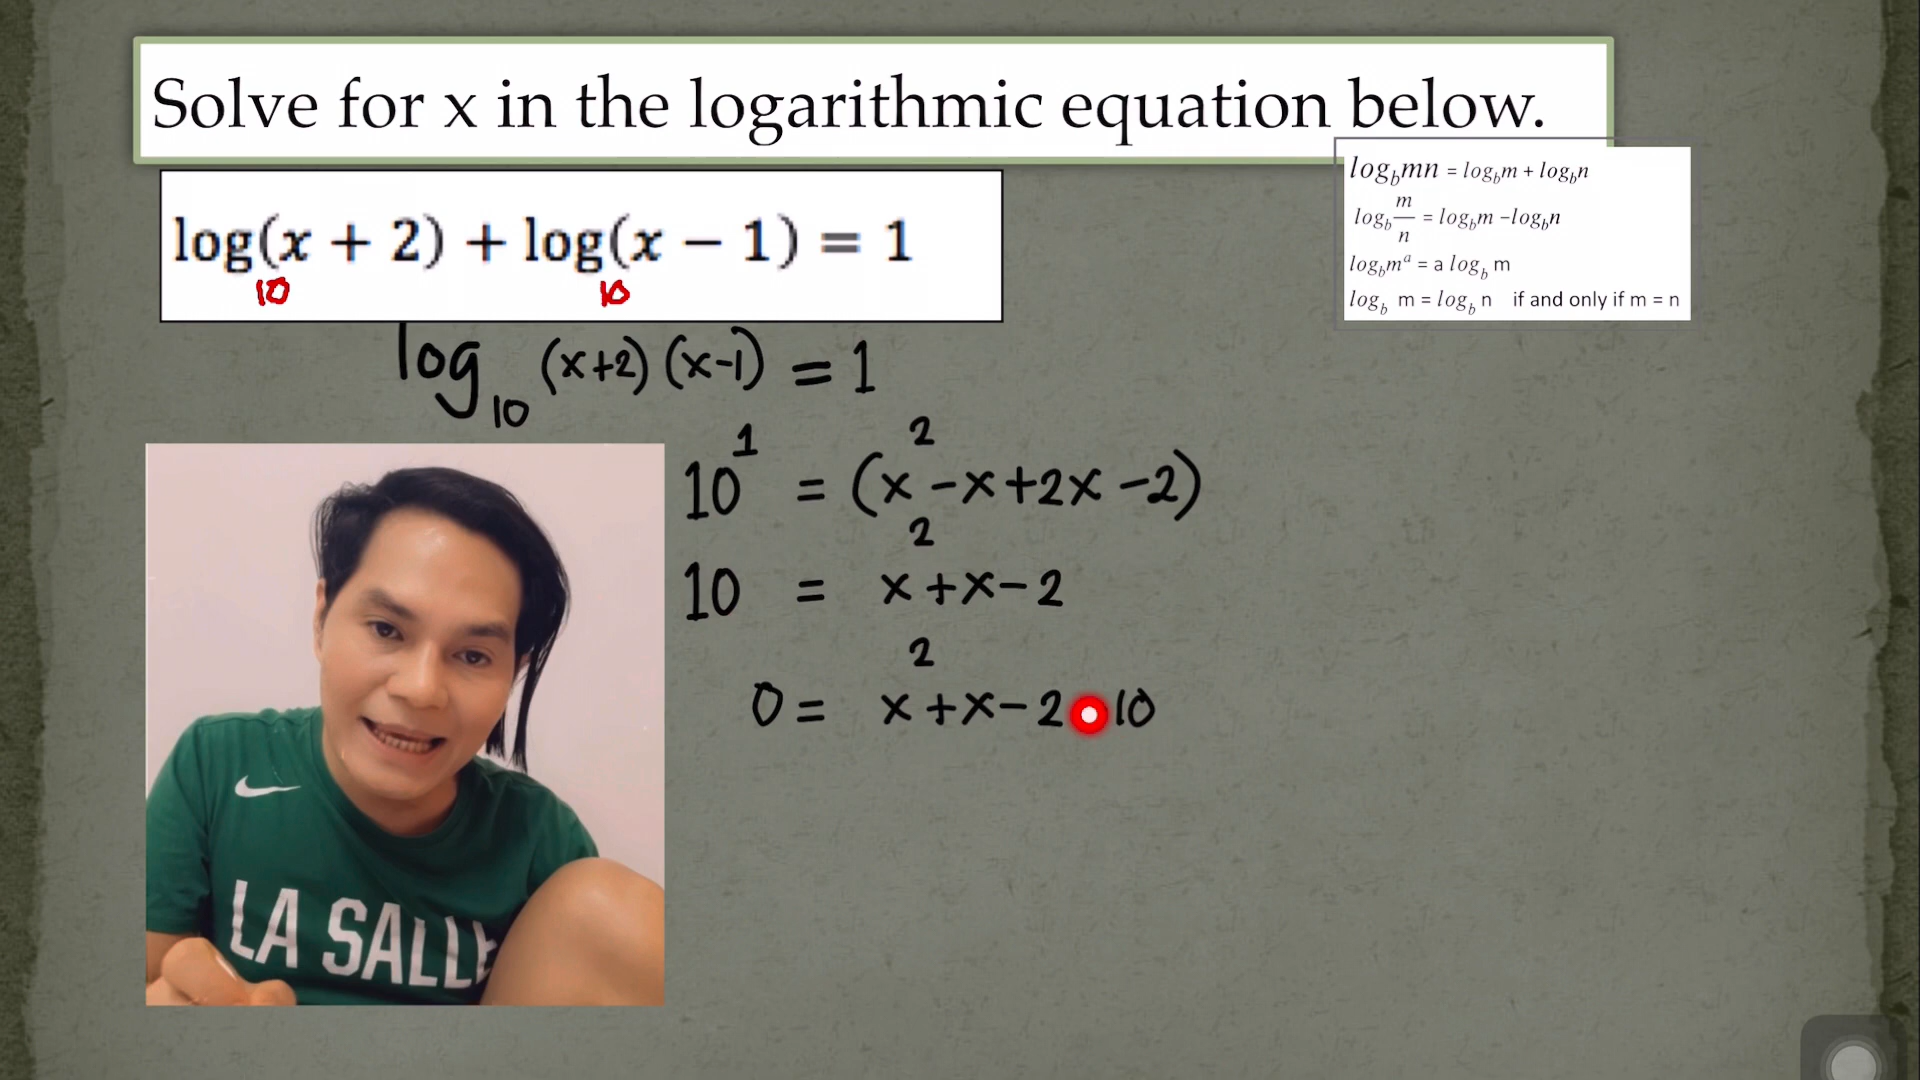 Solve for x in the logarithmic equation below.
log_b mn = log_b m + log_b n
log_b m/n = log_b m − log_b n
log_b m^a = a log_b m
log_b m = log_b n if and only if m = n
log(x + 2) + log(x − 1) = 1
10 10
log_10 (x+2) (x-1) = 1
10^1 = (x^2 - x + 2x - 2)
10 = x^2 + x - 2
0 = x^2 + x - 2 10
LA SALLE